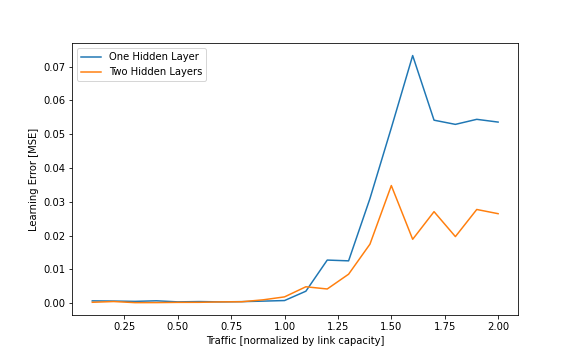 One Hidden Layer
Two Hidden Layers
0.07
0.06
0.05
0.04
0.03
0.02
0.01
0.00
Learning Error [MSE]
0.25 0.50 0.75 1.00 1.25 1.50 1.75 2.00
Traffic [normalized by link capacity]